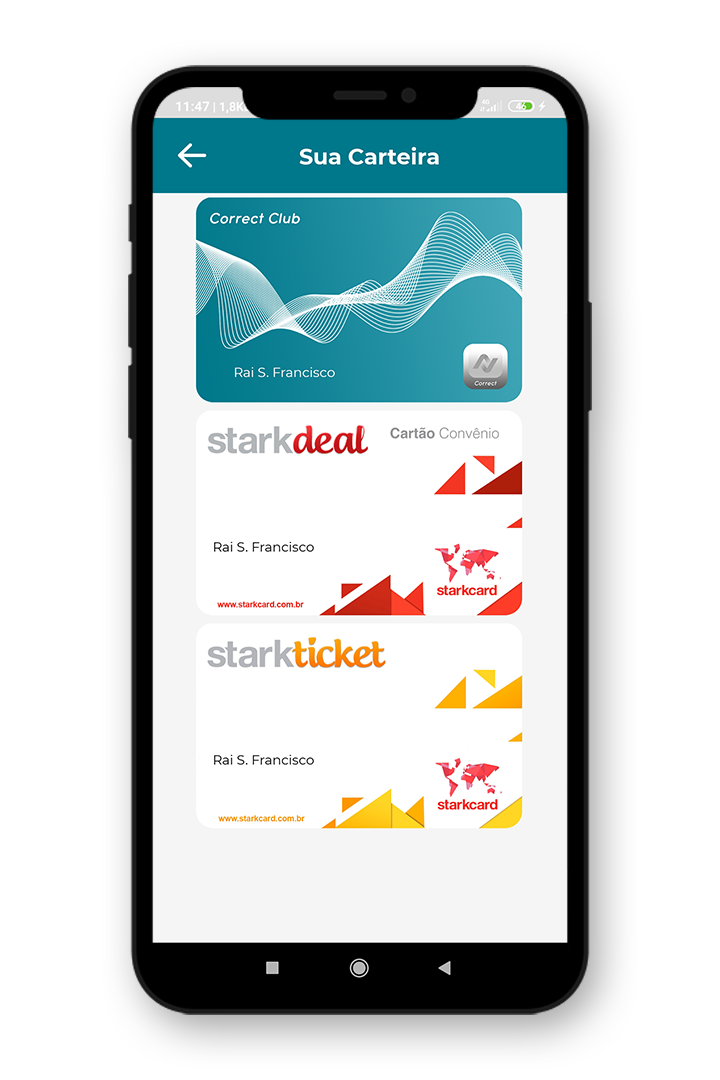 11:47 | 1,8K
4G
46
Sua Carteira
Correct Club
Rai S. Francisco
Correct
starkdeal
Cartão Convênio
Rai S. Francisco
starkcard
www.starkcard.com.br
starkticket
Rai S. Francisco
starkcard
www.starkcard.com.br